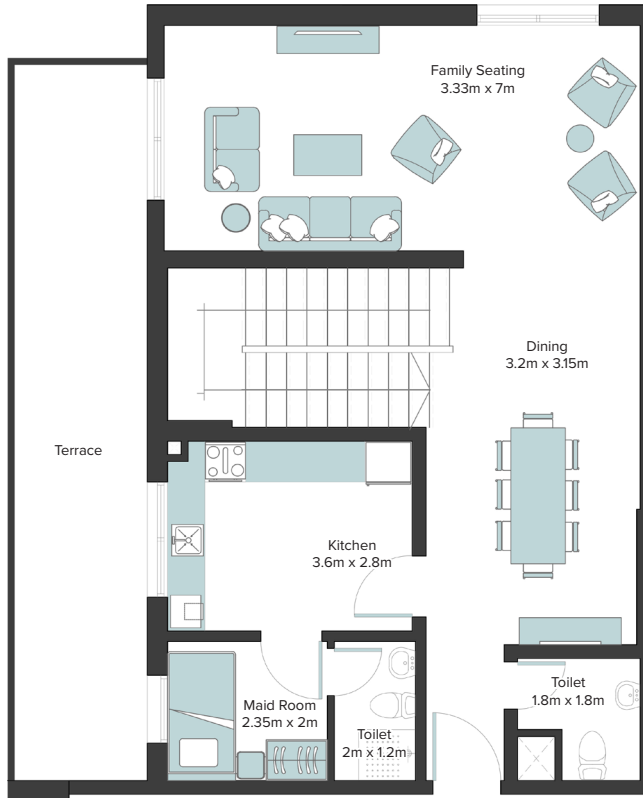 Family Seating
3.33m x 7m
Dining
3.2m x 3.15m
Terrace
Kitchen
3.6m x 2.8m
Maid Room
2.35m x 2m
Toilet
2m x 1.2m
Toilet
1.8m x 1.8m